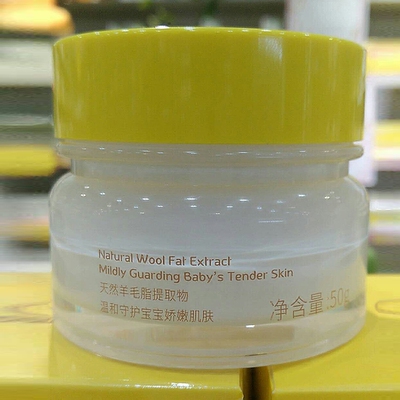 Natural Wool Fat Extract
Mildly Guarding Baby's Tender Skin
天然羊毛脂提取物
温和守护宝宝娇嫩肌肤
净含量:50g